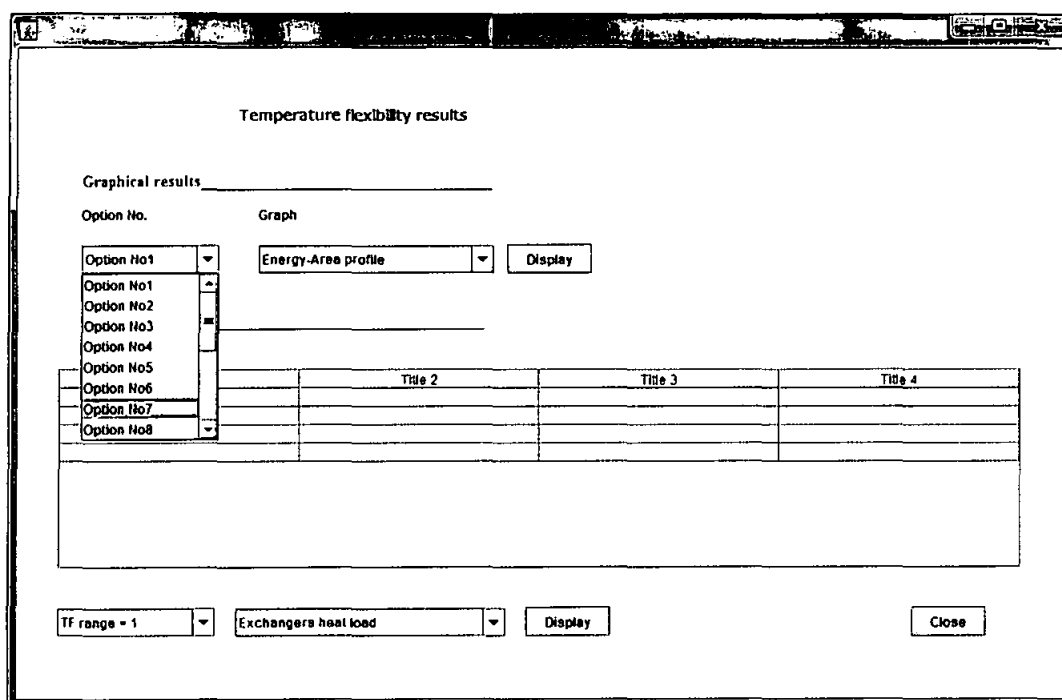 Temperature flexibility results
Graphical results
Option No. Graph
Option No1 Energy-Area profile Display
Option No1
Option No2
Option No3
Option No4
Option No5
Option No6
Option No7
Option No8
Title 2 Title 3 Title 4
TF range = 1 Exchangers heat load Display Close